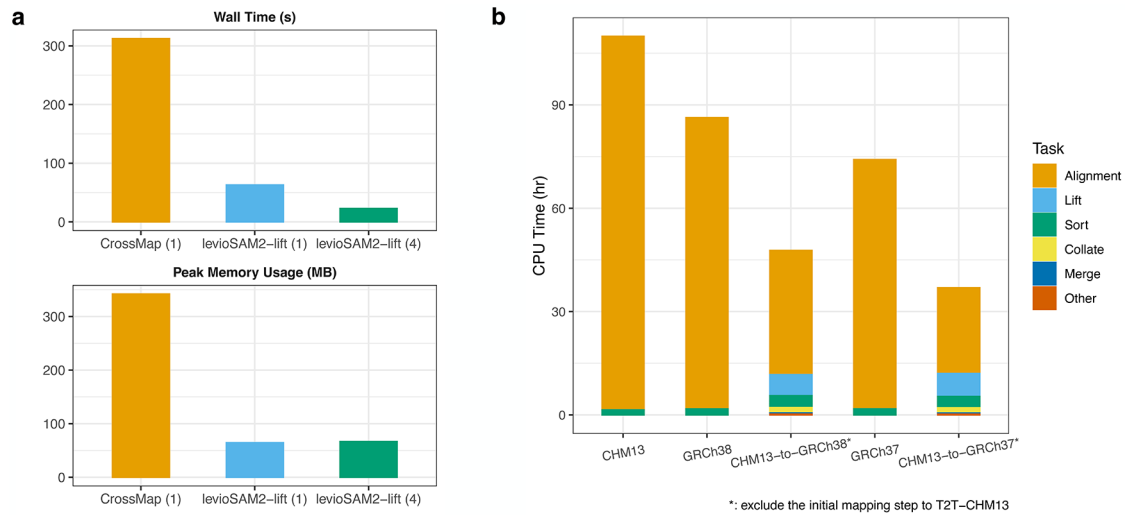 a
Wall Time (s)
300
200
100
0
CrossMap (1) levioSAM2−lift (1) levioSAM2−lift (4)
Peak Memory Usage (MB)
300
200
100
0
CrossMap (1) levioSAM2−lift (1) levioSAM2−lift (4)
b
CPU Time (hr)
90
60
30
0
CHM13 GRCh38 CHM13−to−GRCh38* GRCh37 CHM13−to−GRCh37*
*: exclude the initial mapping step to T2T−CHM13
Task
Alignment
Lift
Sort
Collate
Merge
Other